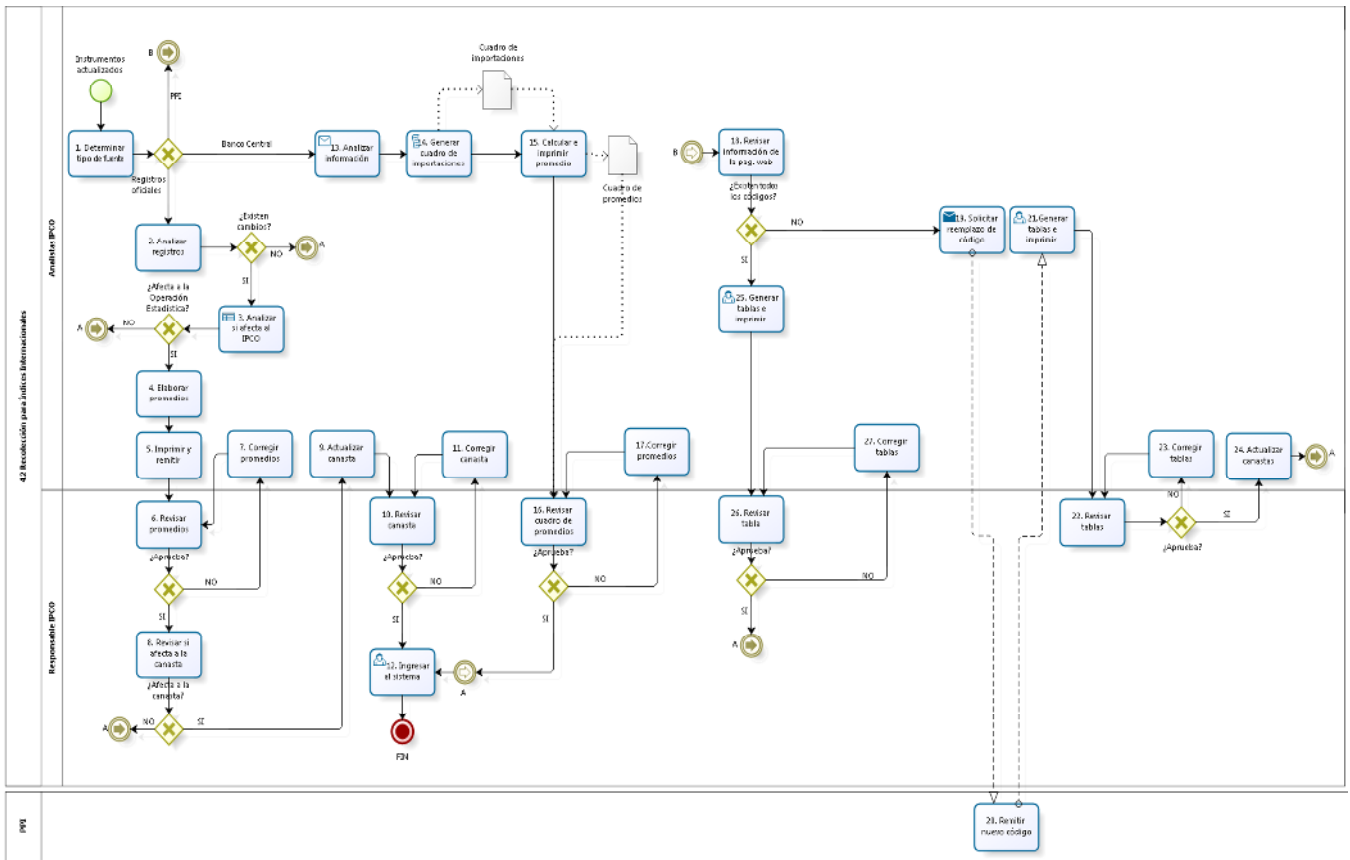 4.2 Recolección para índices Internacionales
Analistas IPCO
Responsable IPCO
PPI
Instrumentos
actualizados
B
PPI
1. Determinar
tipo de fuente
Banco Central
Registros
oficiales
13. Analizar
información
14. Generar
cuadro de
importaciones
Cuadro de
importaciones
15. Calcular e
imprimir
promedio
Cuadro de
promedios
2. Analizar
registros
¿Existen
cambios?
NO
A
SI
3. Analizar
si afecta al
IPCO
¿Afecta a la
Operación
Estadística?
NO
A
SI
4. Elaborar
promedios
5. Imprimir y
remitir
6. Revisar
promedios
¿Aprueba?
NO
7. Corregir
promedios
SI
8. Revisar si
afecta a la
canasta
¿Afecta a la
canasta?
NO
A
SI
9. Actualizar
canasta
10. Revisar
canasta
¿Aprueba?
NO
11. Corregir
canasta
SI
12. Ingresar
al sistema
A
FIN
16. Revisar
cuadro de
promedios
¿Aprueba?
NO
17.Corregir
promedios
SI
B
18. Revisar
información de
la pag. web
¿Existen todos
los códigos?
NO
SI
19. Solicitar
reemplazo de
código
21.Generar
tablas e
imprimir
25. Generar
tablas e
imprimir
26. Revisar
tabla
¿Aprueba?
NO
27. Corregir
tablas
SI
A
22. Revisar
tablas
¿Aprueba?
NO
23. Corregir
tablas
SI
24. Actualizar
canastas
A
Remitir
nuevo código